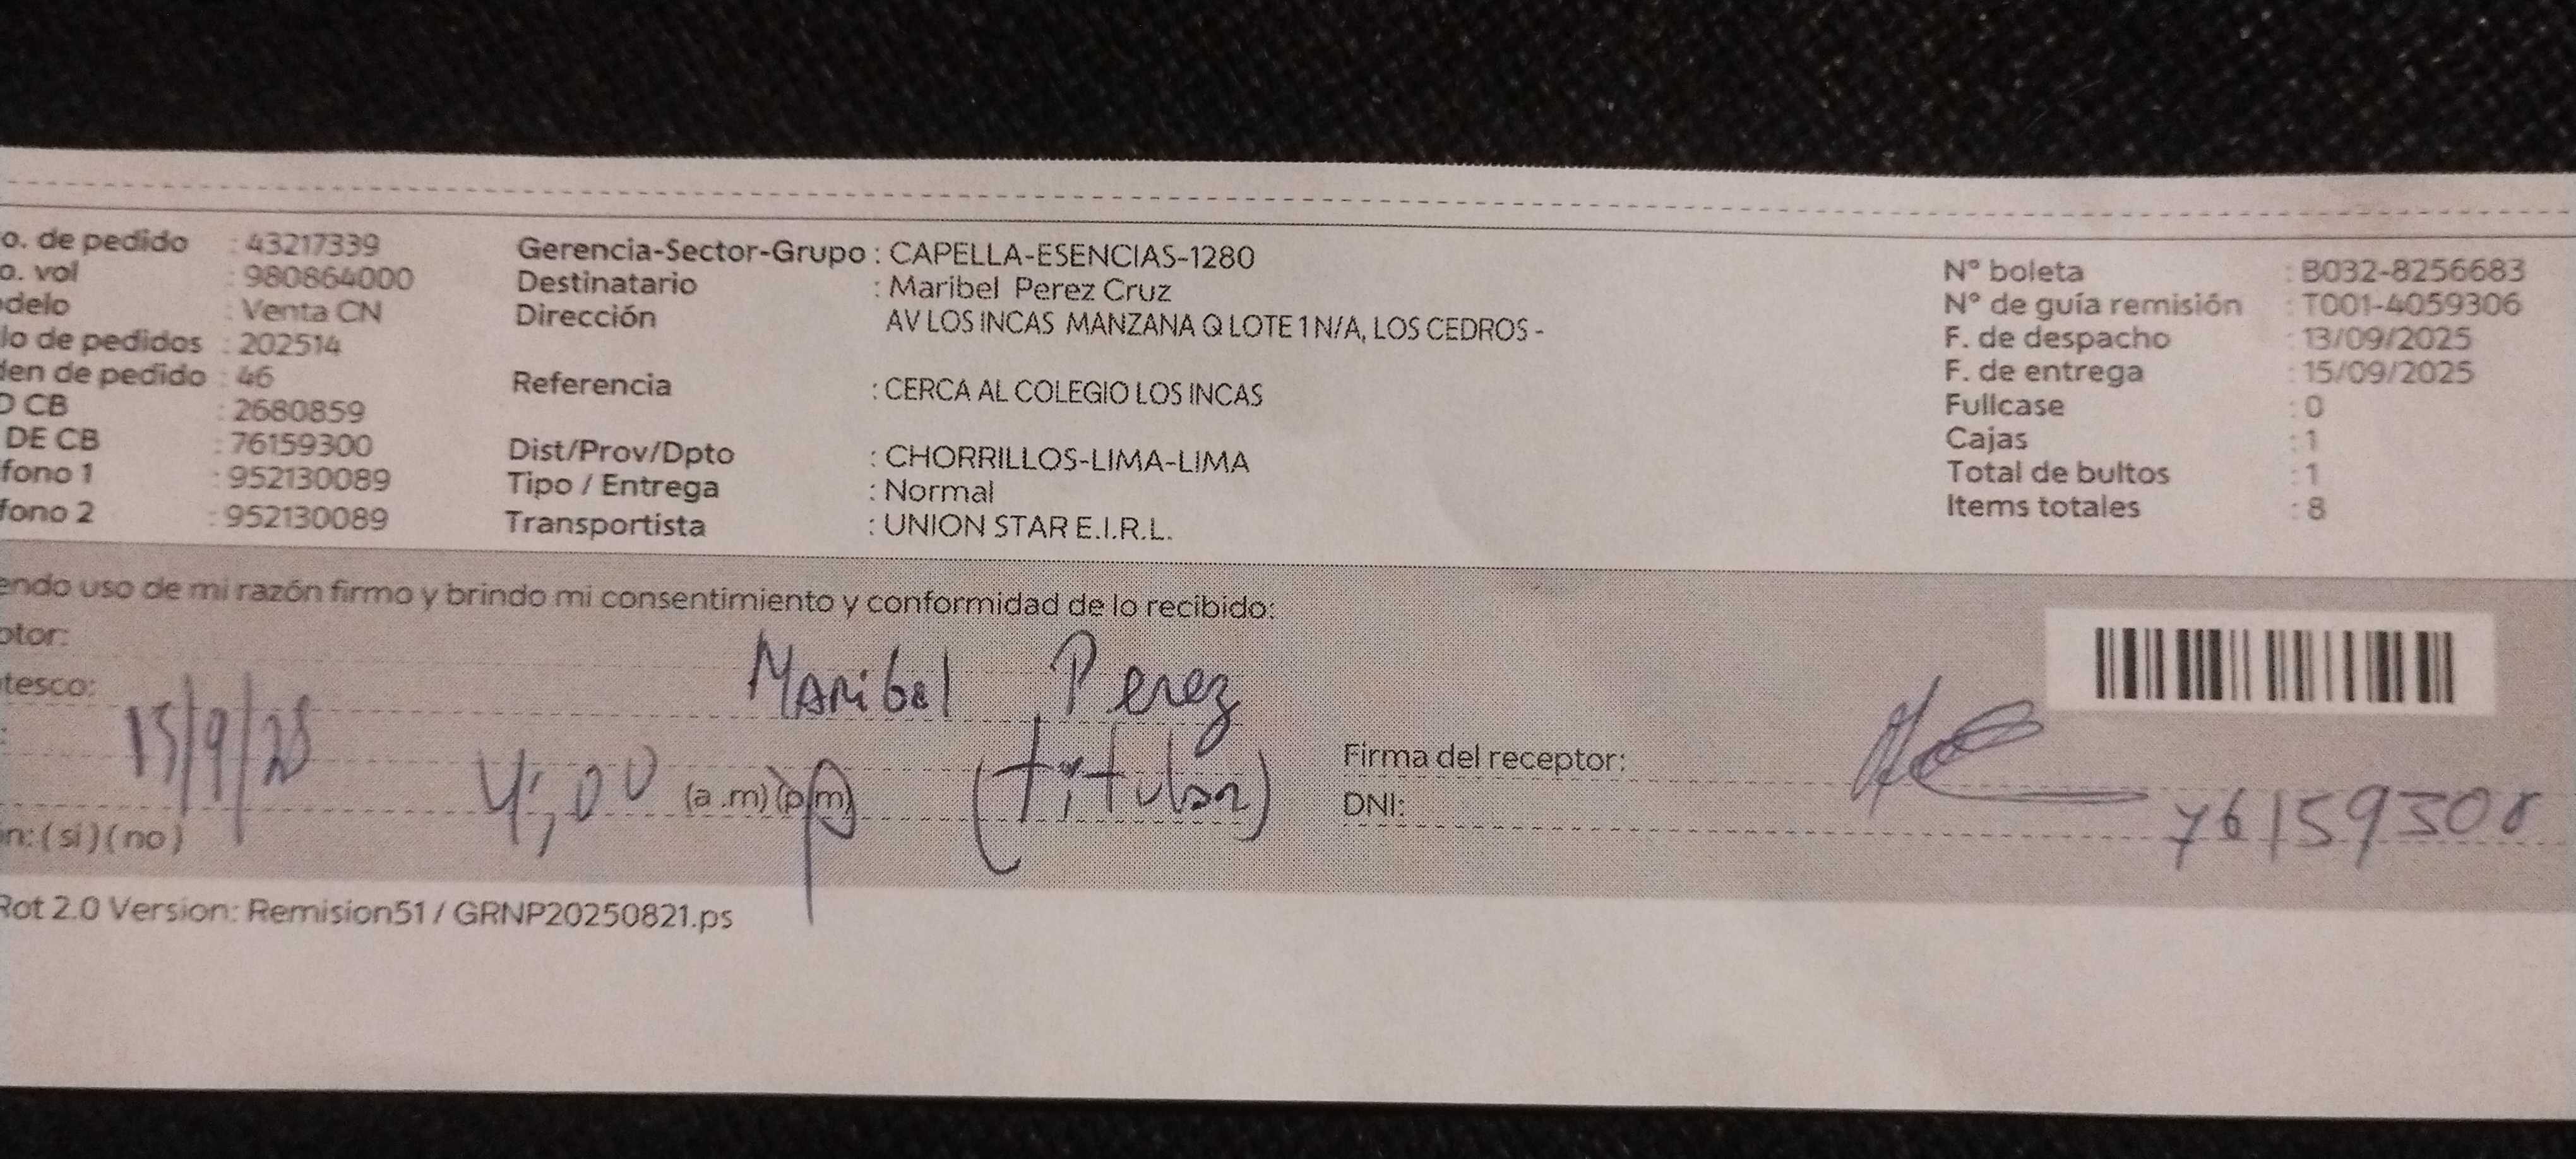 o. de pedido : 43217339
o. vol : 980864000
delo : Venta CN
lo de pedidos : 202514
den de pedido : 46
O CB : 2680859
DE CB : 76159300
fono 1 : 952130089
fono 2 : 952130089
Gerencia-Sector-Grupo : CAPELLA-ESENCIAS-1280
Destinatario : Maribel Perez Cruz
Dirección AV LOS INCAS MANZANA Q LOTE 1 N/A, LOS CEDROS -
Referencia : CERCA AL COLEGIO LOS INCAS
Dist/Prov/Dpto : CHORRILLOS-LIMA-LIMA
Tipo / Entrega : Normal
Transportista : UNION STAR E.I.R.L.
N° boleta : B032-8256683
N° de guía remisión : T001-4059306
F. de despacho : 13/09/2025
F. de entrega : 15/09/2025
Fullcase : 0
Cajas : 1
Total de bultos : 1
Items totales : 8
endo uso de mi razón firmo y brindo mi consentimiento y conformidad de lo recibido:
ptor:
Maribel Perez
tesco:
15/9/25
4:00 (a.m)(p.m) (titular)
Firma del receptor:
DNI: 76159300
n: (si) (no)
Rot 2.0 Version: Remision51 / GRNP20250821.ps